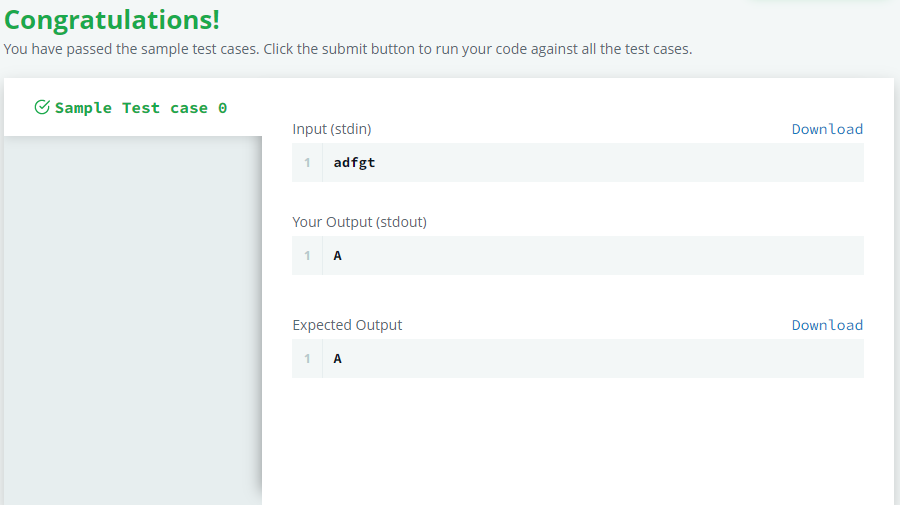 Congratulations!
You have passed the sample test cases. Click the submit button to run your code against all the test cases.
Sample Test case 0
Input (stdin)
Download
1 adfgt
Your Output (stdout)
1 A
Expected Output
Download
1 A